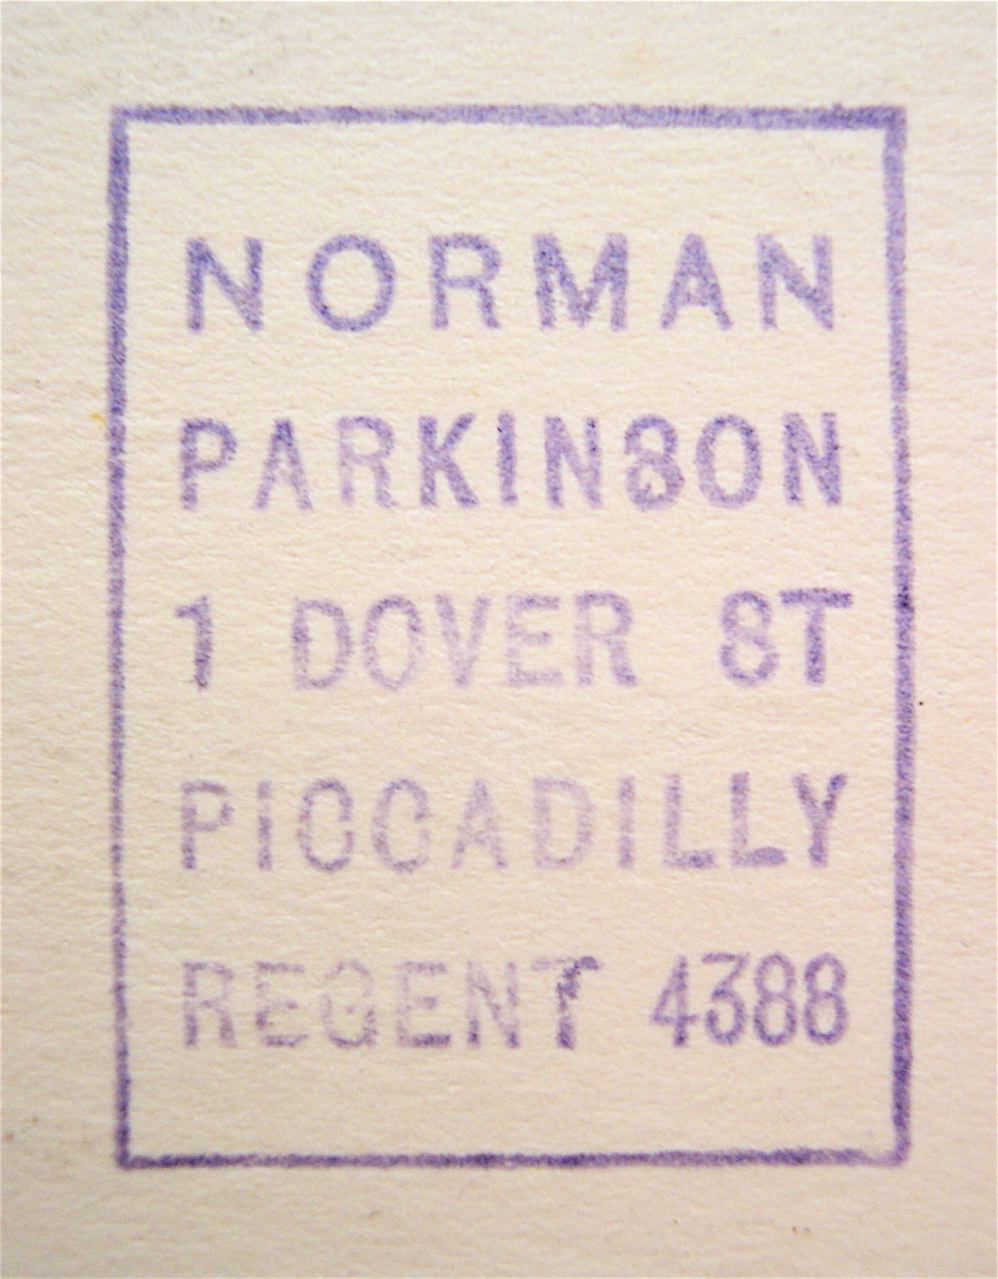 NORMAN
PARKINSON
1 DOVER ST
PICCADILLY
REGENT 4388